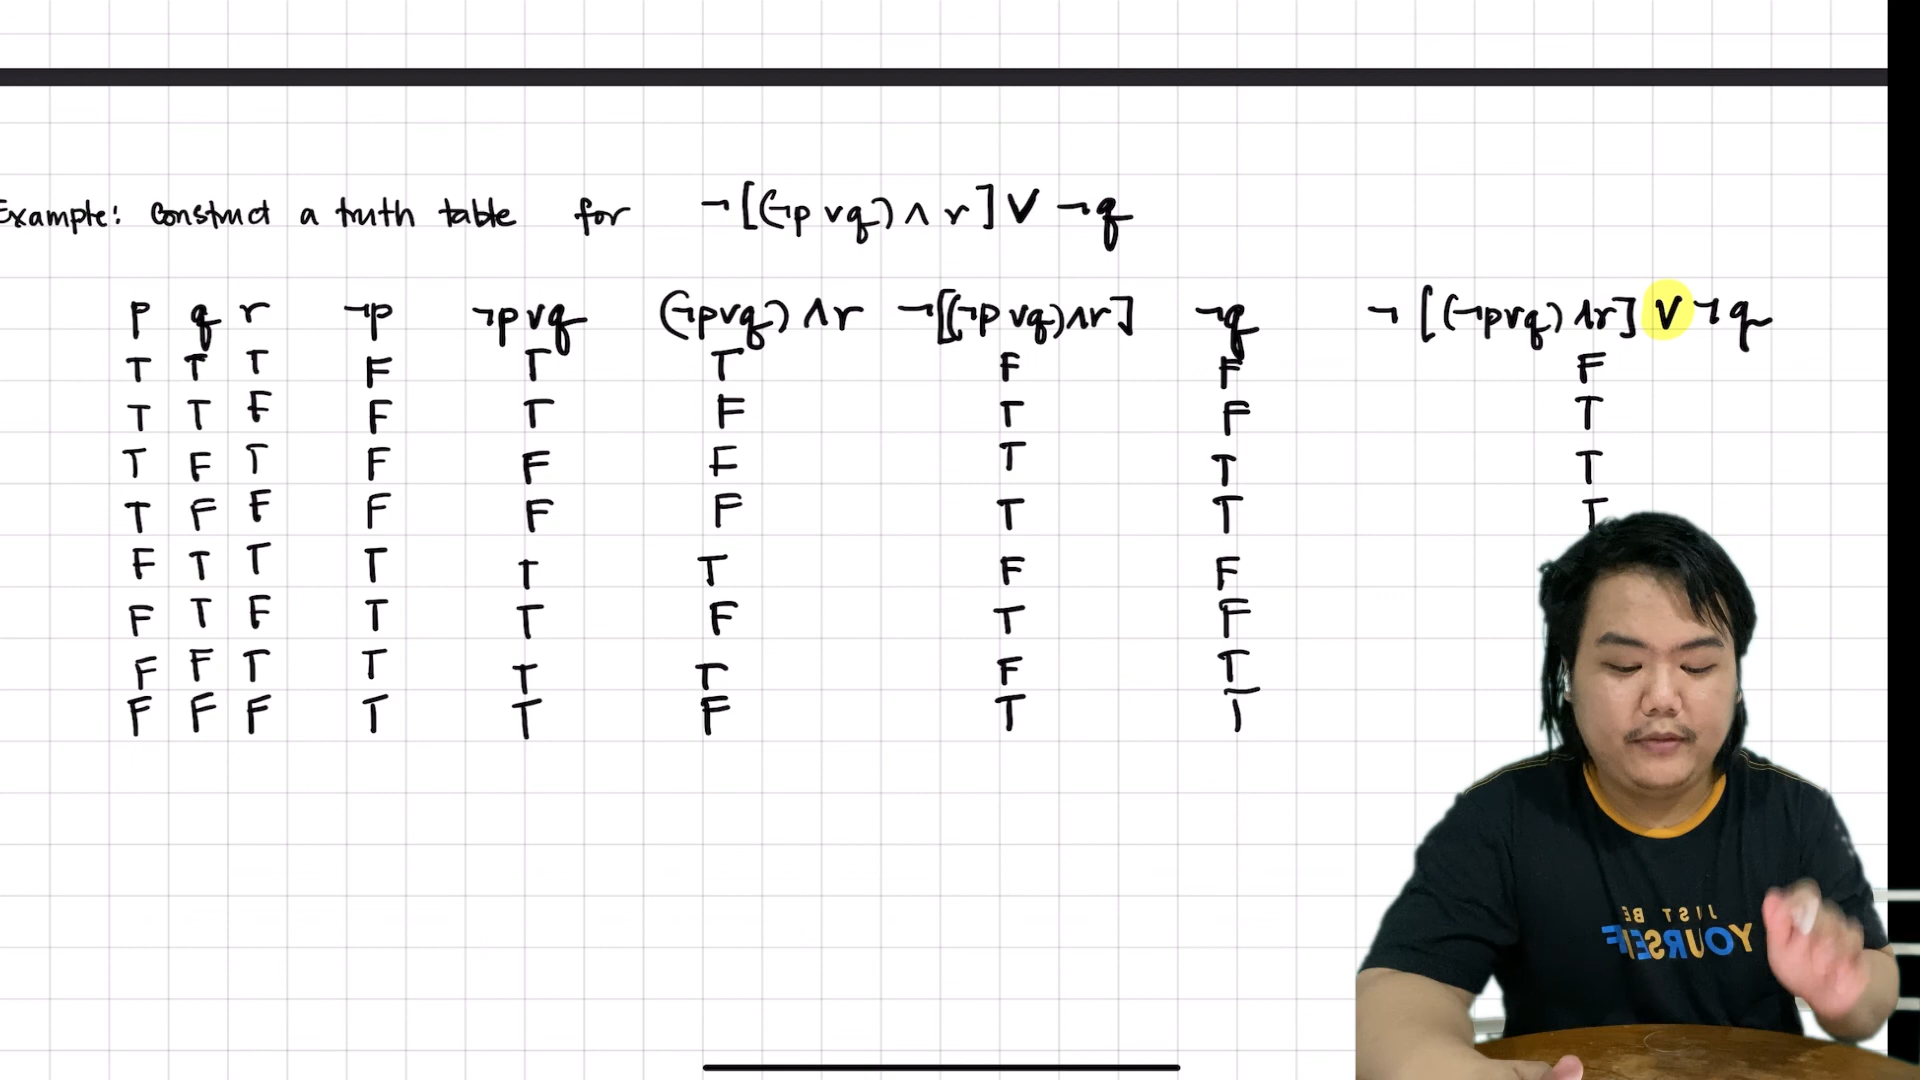 Example: construct a truth table for ¬[(¬p∨q)∧r]∨¬q
p q r ¬p ¬p∨q (¬p∨q)∧r ¬[(¬p∨q)∧r] ¬q ¬[(¬p∨q)∧r]∨¬q
T T T F T T F F F
T T F F T F T F T
T F T F F F T T T
T F F F F F T T T
F T T T T T F F
F T F T T F T F
F F T T T T F T
F F F T T F T T
JUST BE
YOURSELF